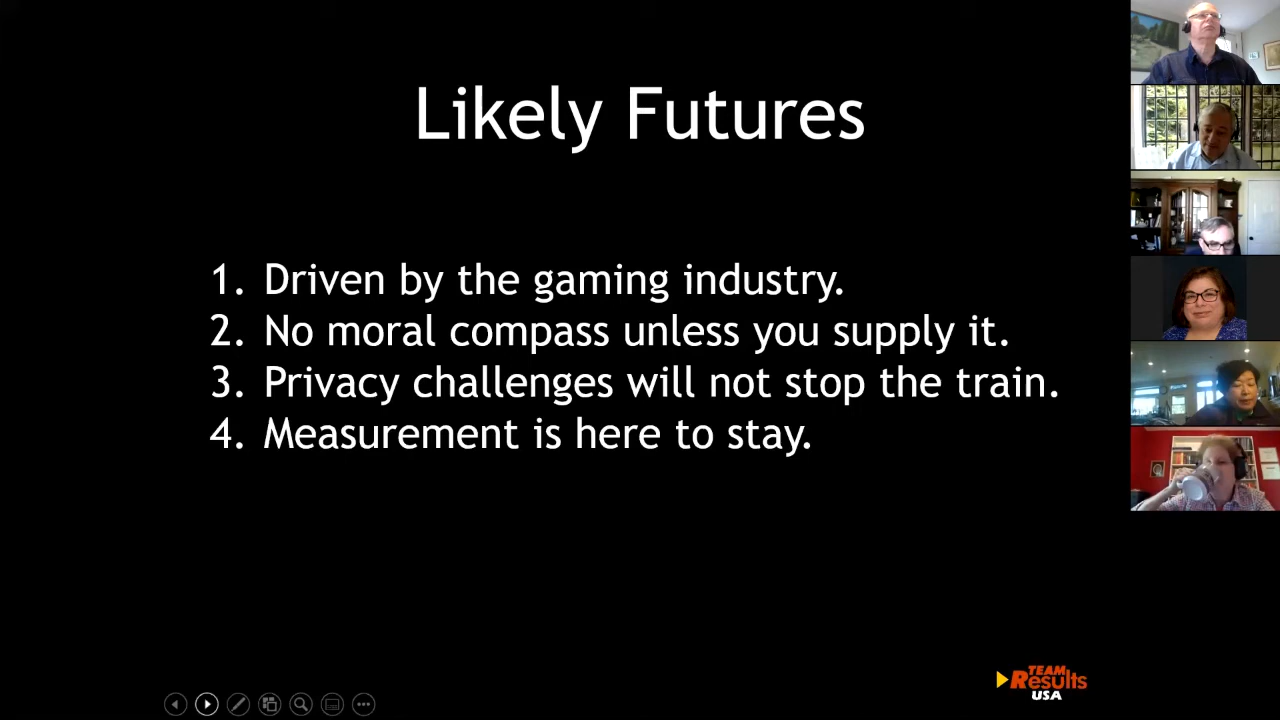 Likely Futures
1. Driven by the gaming industry.
2. No moral compass unless you supply it.
3. Privacy challenges will not stop the train.
4. Measurement is here to stay.
TEAM
Results
USA